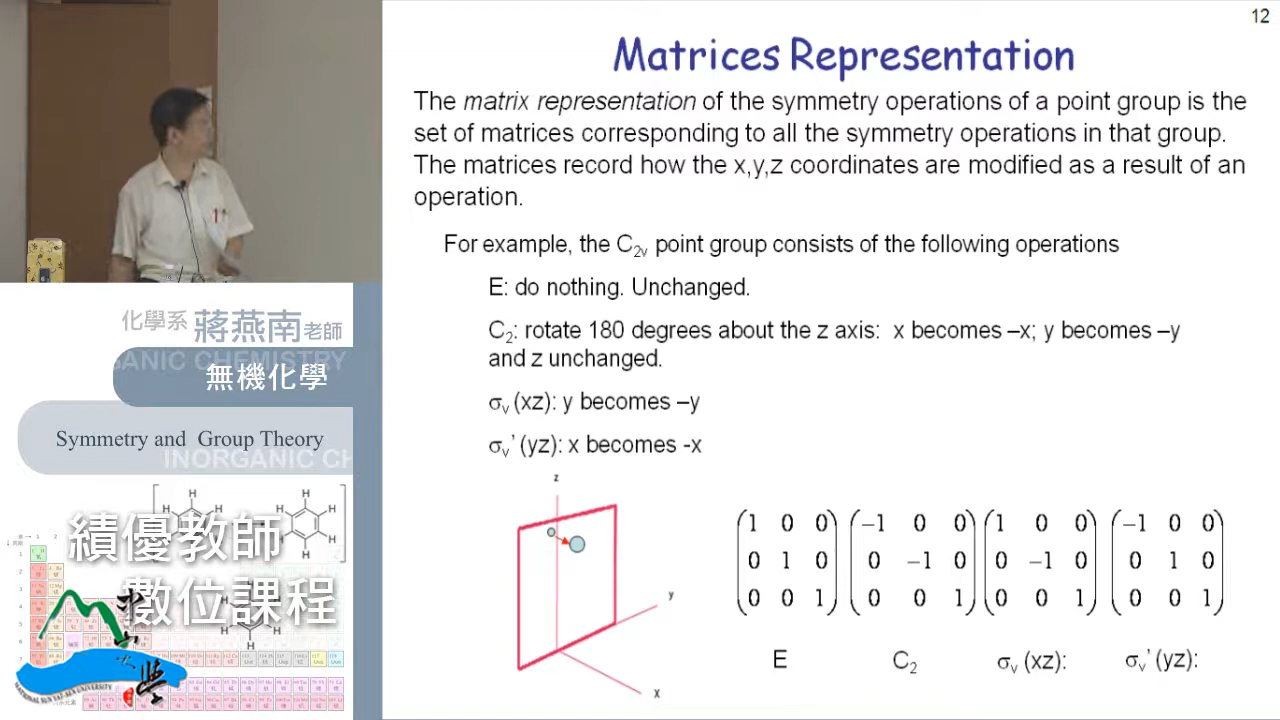 12
Matrices Representation
The matrix representation of the symmetry operations of a point group is the
set of matrices corresponding to all the symmetry operations in that group.
The matrices record how the x,y,z coordinates are modified as a result of an
operation.
For example, the C2v point group consists of the following operations
E: do nothing. Unchanged.
C2: rotate 180 degrees about the z axis: x becomes –x; y becomes –y
and z unchanged.
σv (xz): y becomes –y
σv’ (yz): x becomes -x
z
y
x
1 0 0 −1 0 0 1 0 0 −1 0 0
0 1 0 0 −1 0 0 −1 0 0 1 0
0 0 1 0 0 1 0 0 1 0 0 1
E C2 σv (xz): σv’ (yz):
化學系 蔣燕南老師
GANIC CHEMISTRY
無機化學
Symmetry and Group Theory
INORGANIC CH
H H
H H H H
H H H
H
績優教師
數位課程
NATIONAL SUN YAT-SEN UNIVERSITY